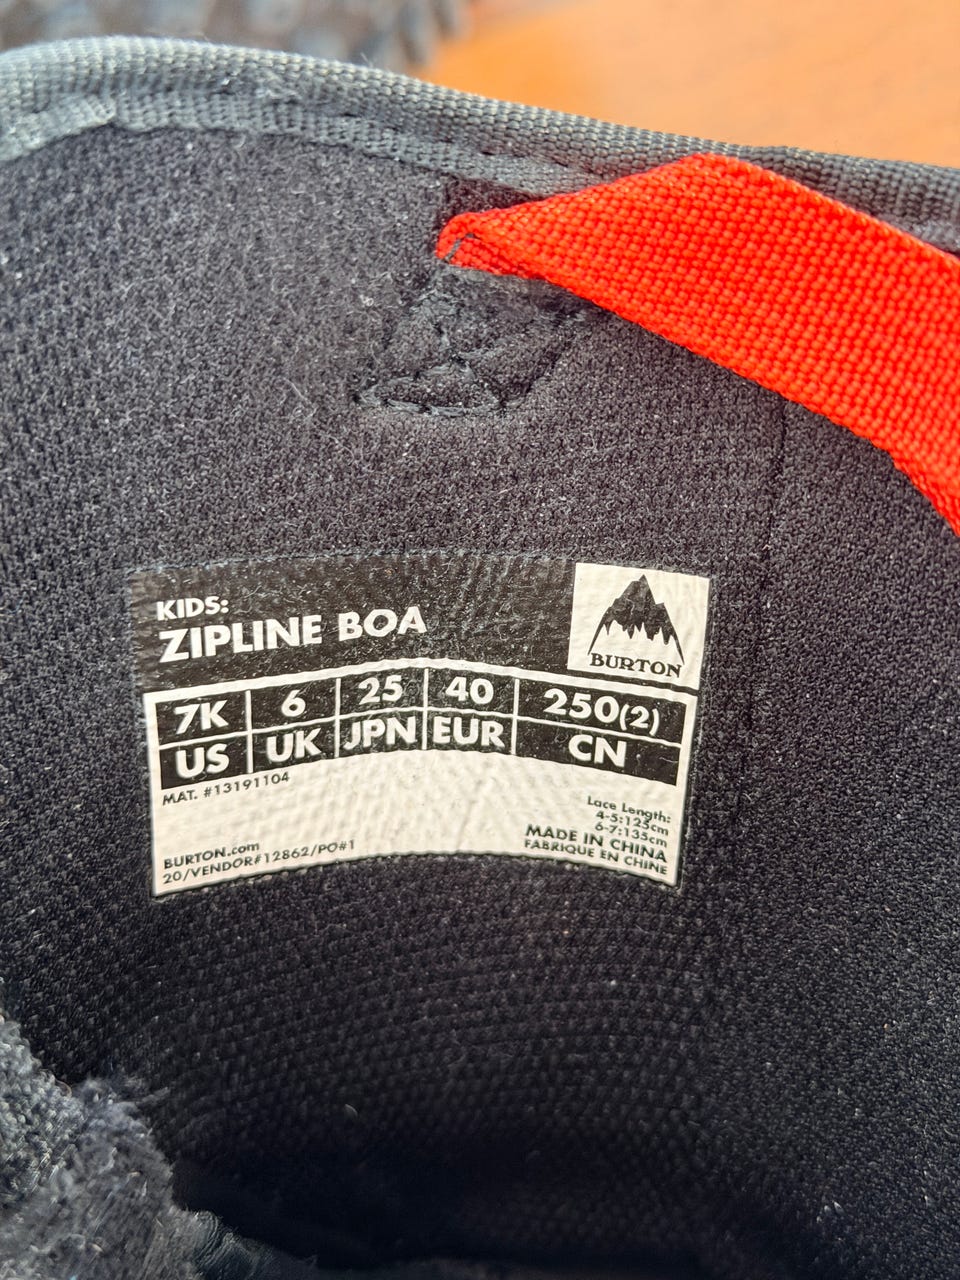 KIDS:
ZIPLINE BOA
BURTON
7K 6 25 40 250(2)
US UK JPN EUR CN
MAT. #13191104
Lace Length:
4-5:125cm
6-7:135cm
MADE IN CHINA
FABRIQUE EN CHINE
BURTON.com
20/VENDOR#12862/PO#1